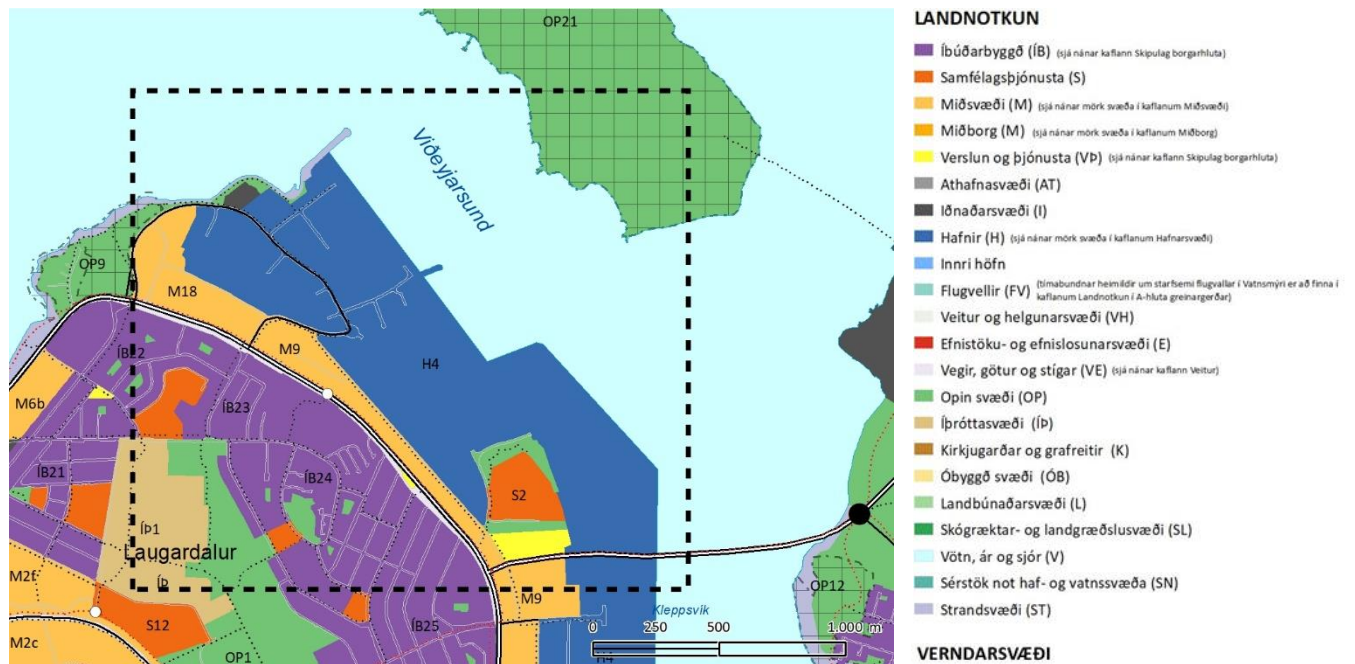 OP21
Viðeyjarsund
OP9
M18
M9
H4
ÍB22
M6b
ÍB23
ÍB21
ÍB24
S2
ÍÞ1
Laugardalur
ÍÞ
M2f
S12
M2c
OP1
ÍB25
M9
Kleppsvík
OP12
0 250 500 1.000 m
H4
LANDNOTKUN
Íbúðarbyggð (ÍB) (sjá nánar kaflann Skipulag borgarhluta)
Samfélagsþjónusta (S)
Miðsvæði (M) (sjá nánar mörk svæða í kaflanum Miðsvæði)
Miðborg (M) (sjá nánar mörk svæða í kaflanum Miðborg)
Verslun og þjónusta (VÞ) (sjá nánar kaflann Skipulag borgarhluta)
Athafnasvæði (AT)
Iðnaðarsvæði (I)
Hafnir (H) (sjá nánar mörk svæða í kaflanum Hafnarsvæði)
Innri höfn
Flugvellir (FV) (tímabundnar heimildir um starfsemi flugvallar í Vatnsmýri er að finna í
kaflanum Landnotkun í A-hluta greinargerðar)
Veitur og helgunarsvæði (VH)
Efnistöku- og efnislosunarsvæði (E)
Vegir, götur og stígar (VE) (sjá nánar kaflann Veitur)
Opin svæði (OP)
Íþróttasvæði (ÍÞ)
Kirkjugarðar og grafreitir (K)
Óbyggð svæði (ÓB)
Landbúnaðarsvæði (L)
Skógræktar- og landgræðslusvæði (SL)
Vötn, ár og sjór (V)
Sérstök not haf- og vatnssvæða (SN)
Strandsvæði (ST)
VERNDARSVÆÐI